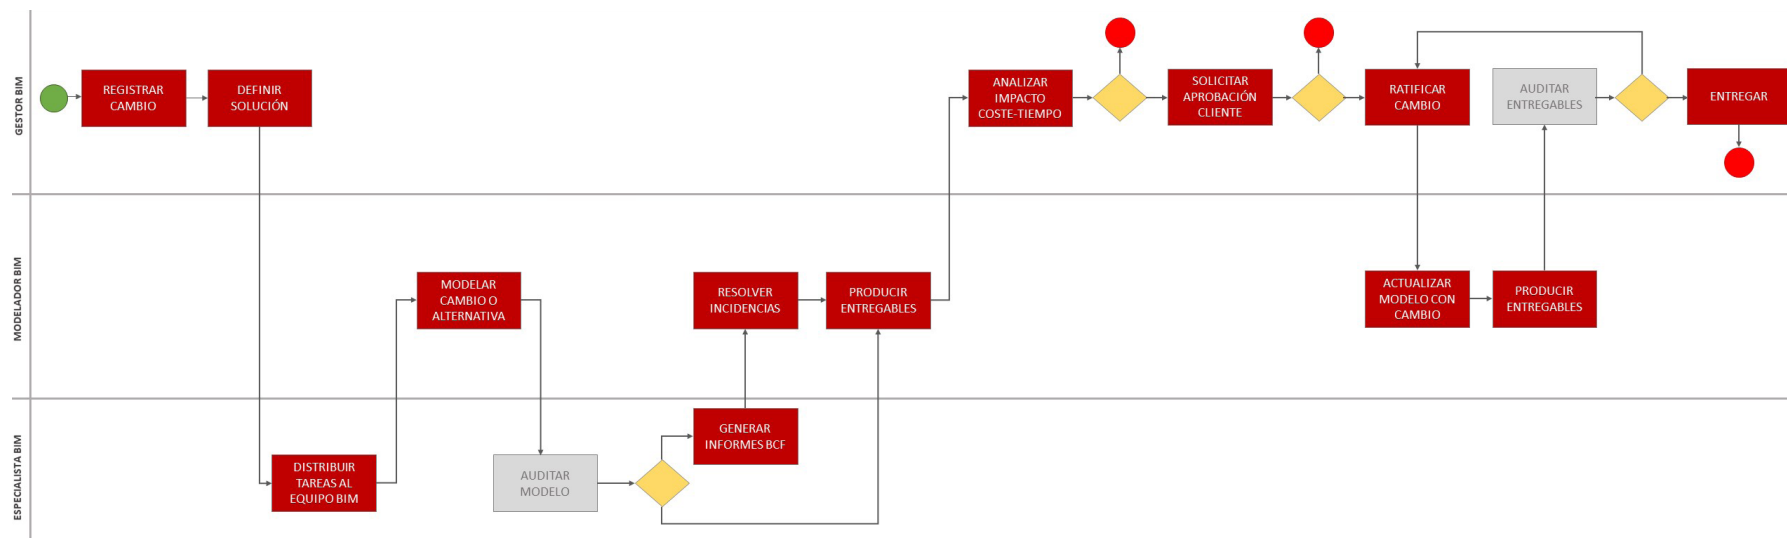 GESTOR BIM
REGISTRAR
CAMBIO
DEFINIR
SOLUCIÓN
ANALIZAR
IMPACTO
COSTE-TIEMPO
SOLICITAR
APROBACIÓN
CLIENTE
RATIFICAR
CAMBIO
AUDITAR
ENTREGABLES
ENTREGAR
MODELADOR BIM
MODELAR
CAMBIO O
ALTERNATIVA
RESOLVER
INCIDENCIAS
PRODUCIR
ENTREGABLES
ACTUALIZAR
MODELO CON
CAMBIO
PRODUCIR
ENTREGABLES
ESPECIALISTA BIM
DISTRIBUIR
TAREAS AL
EQUIPO BIM
AUDITAR
MODELO
GENERAR
INFORMES BCF